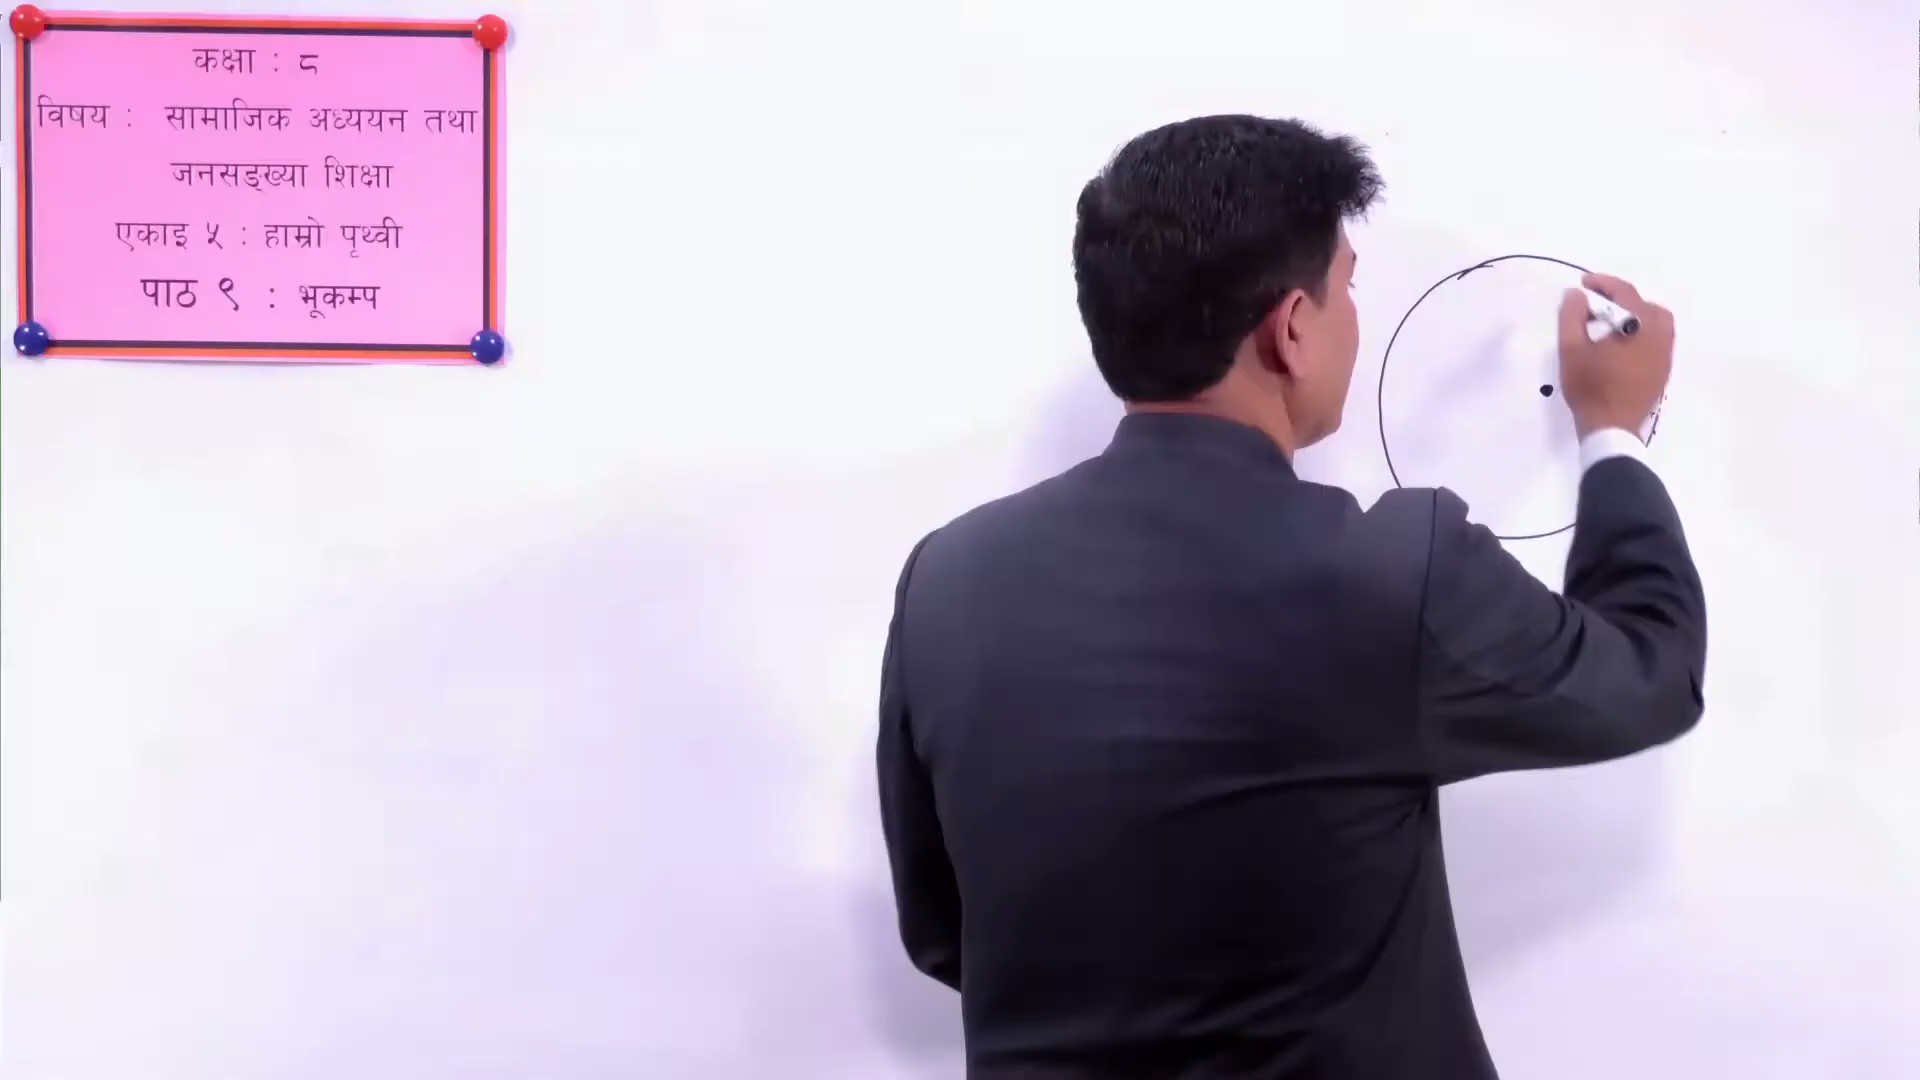 कक्षा : ८
विषय : सामाजिक अध्ययन तथा
जनसङ्ख्या शिक्षा
एकाइ ५ : हाम्रो पृथ्वी
पाठ ९ : भूकम्प